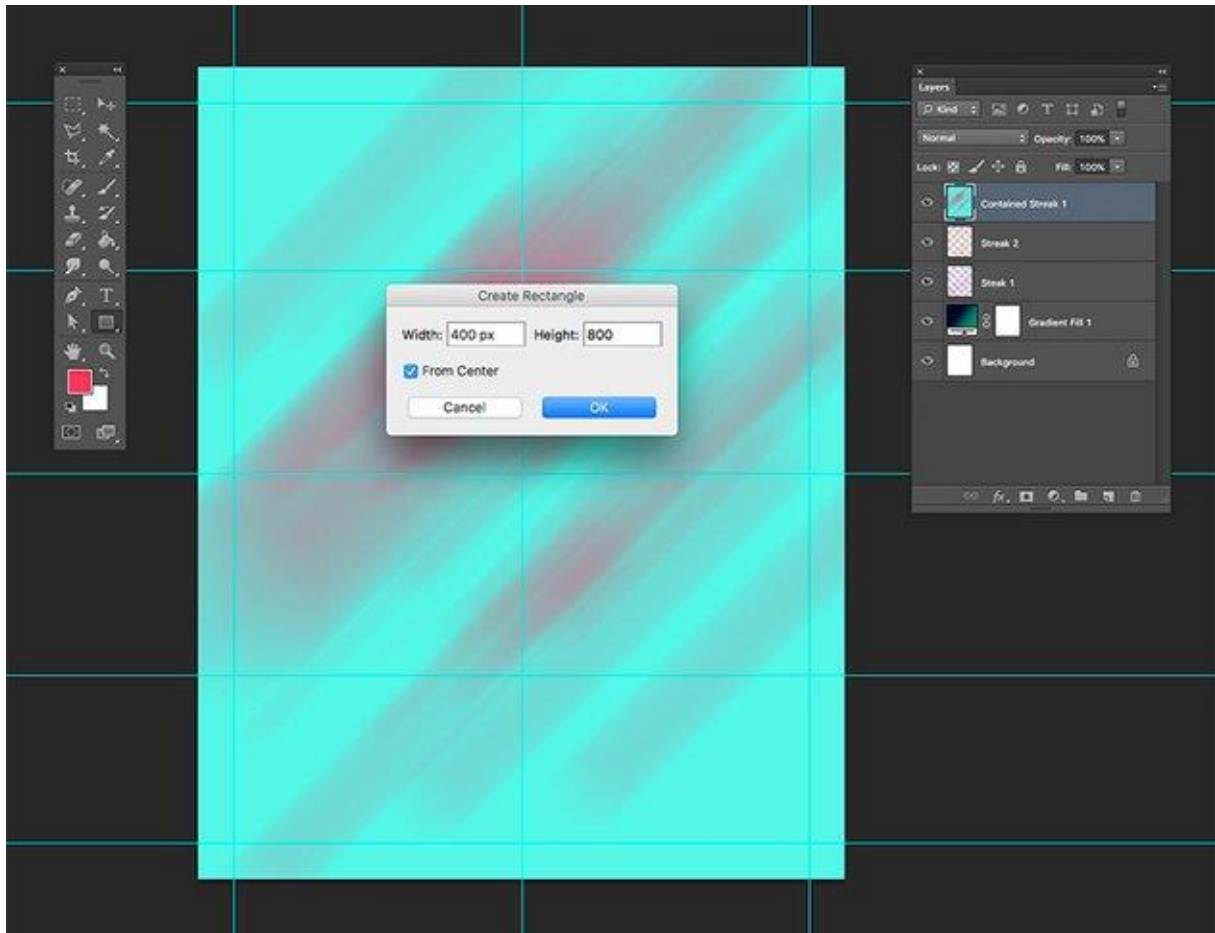 Create Rectangle
Width: 400 px Height: 800
From Center
Cancel OK
Layers
Kind T
Normal Opacity: 100%
Lock: Fill: 100%
Contained Streak 1
Streak 2
Steak 1
Gradient Fill 1
Background
fx
T